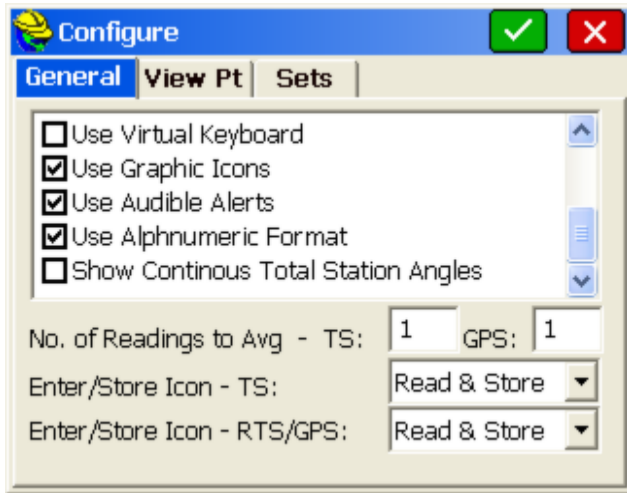 Configure
General View Pt Sets
Use Virtual Keyboard
Use Graphic Icons
Use Audible Alerts
Use Alphnumeric Format
Show Continous Total Station Angles
No. of Readings to Avg - TS: 1 GPS: 1
Enter/Store Icon - TS: Read & Store
Enter/Store Icon - RTS/GPS: Read & Store